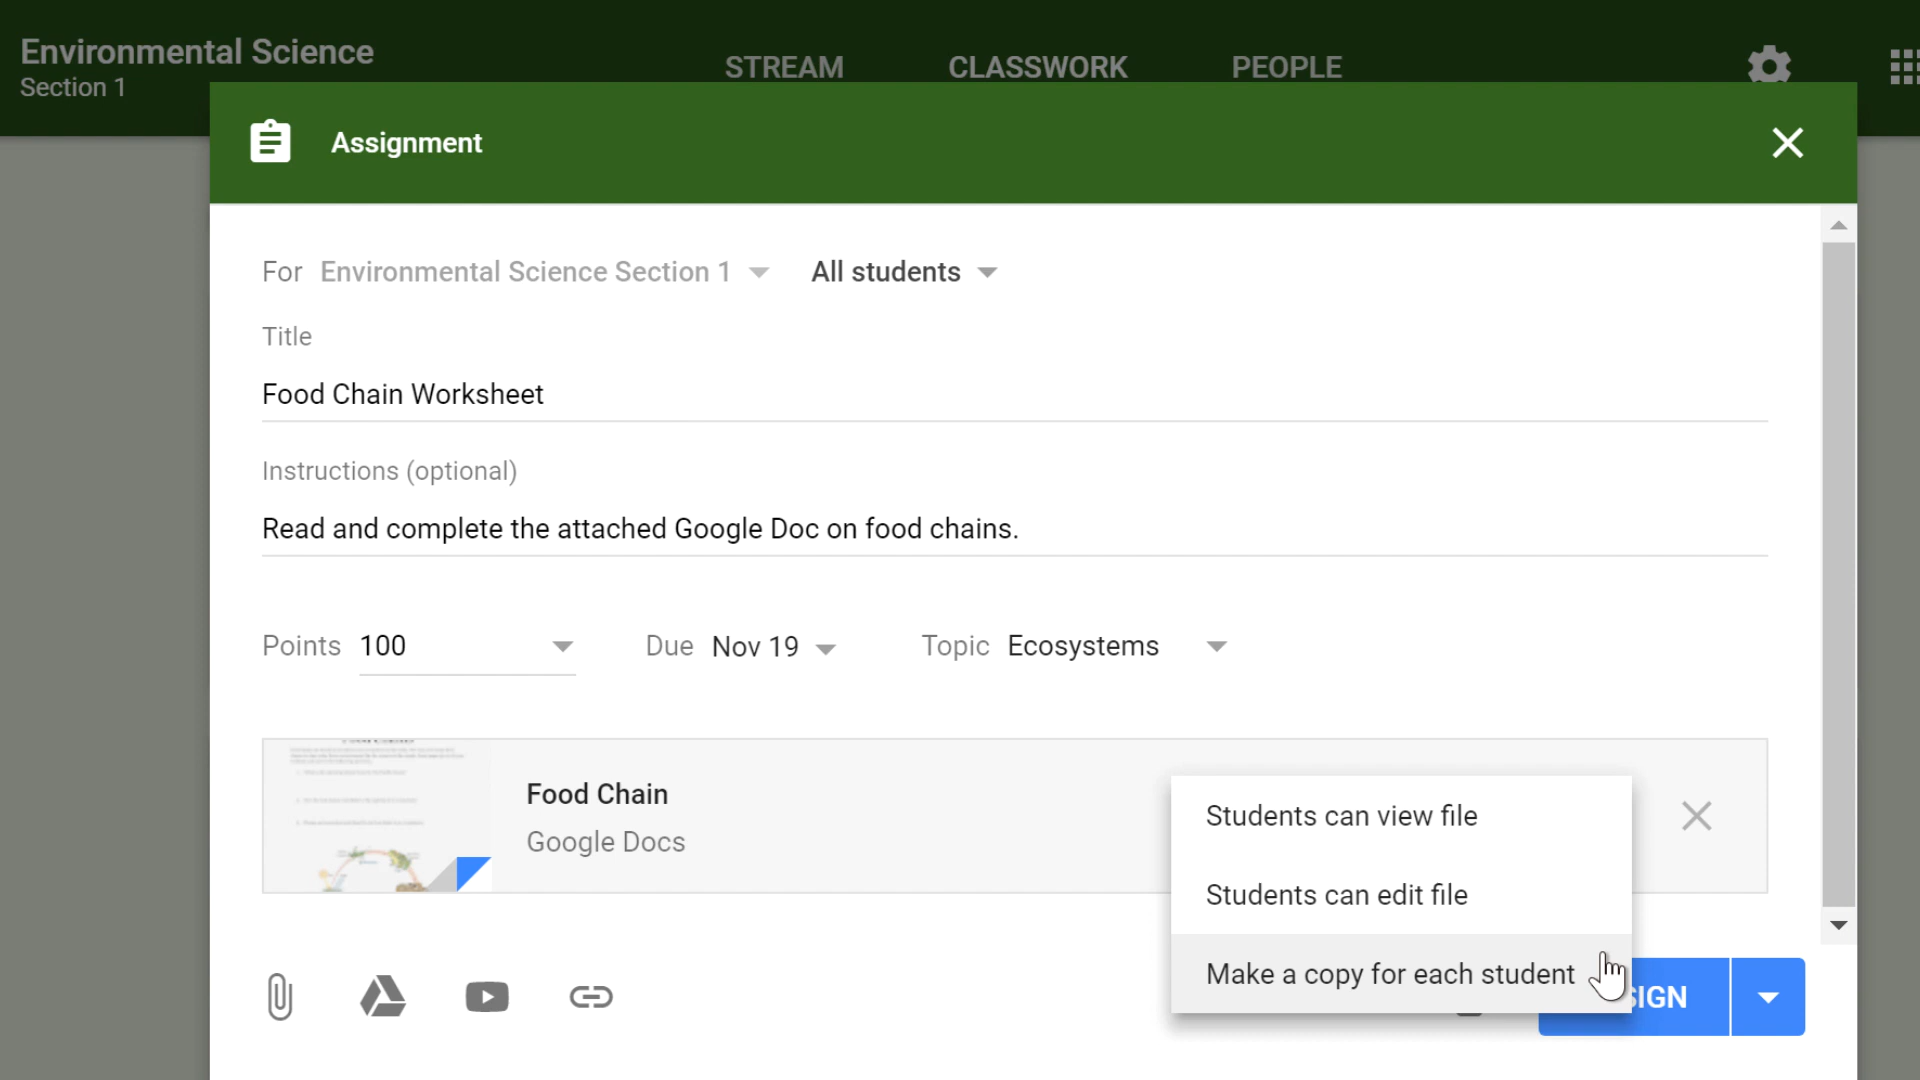 Environmental Science
Section 1
STREAM
CLASSWORK
PEOPLE
Assignment
For Environmental Science Section 1 All students
Title
Food Chain Worksheet
Instructions (optional)
Read and complete the attached Google Doc on food chains.
Points 100 Due Nov 19 Topic Ecosystems
Food Chain
Google Docs
Students can view file
Students can edit file
Make a copy for each student
SIGN